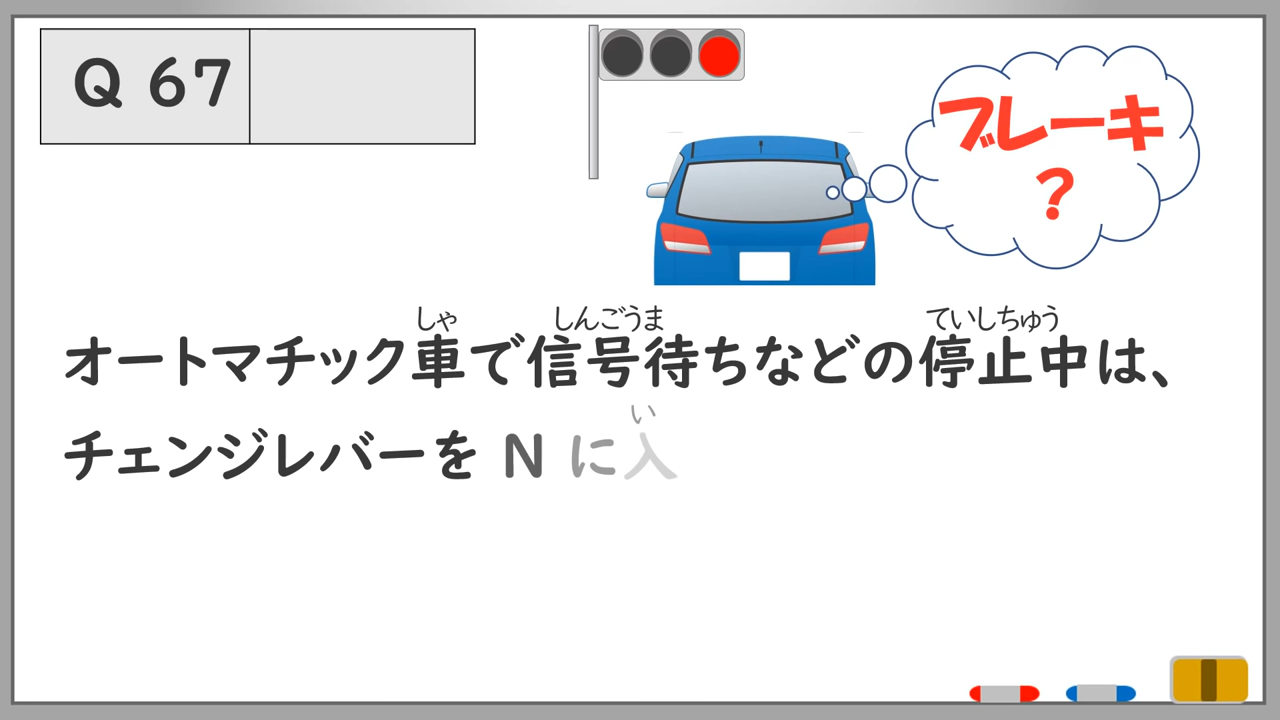 Q 67
ブレーキ
?
しゃ しんごうま ていしちゅう
オートマチック車で信号待ちなどの停止中は、
い
チェンジレバーを N に入